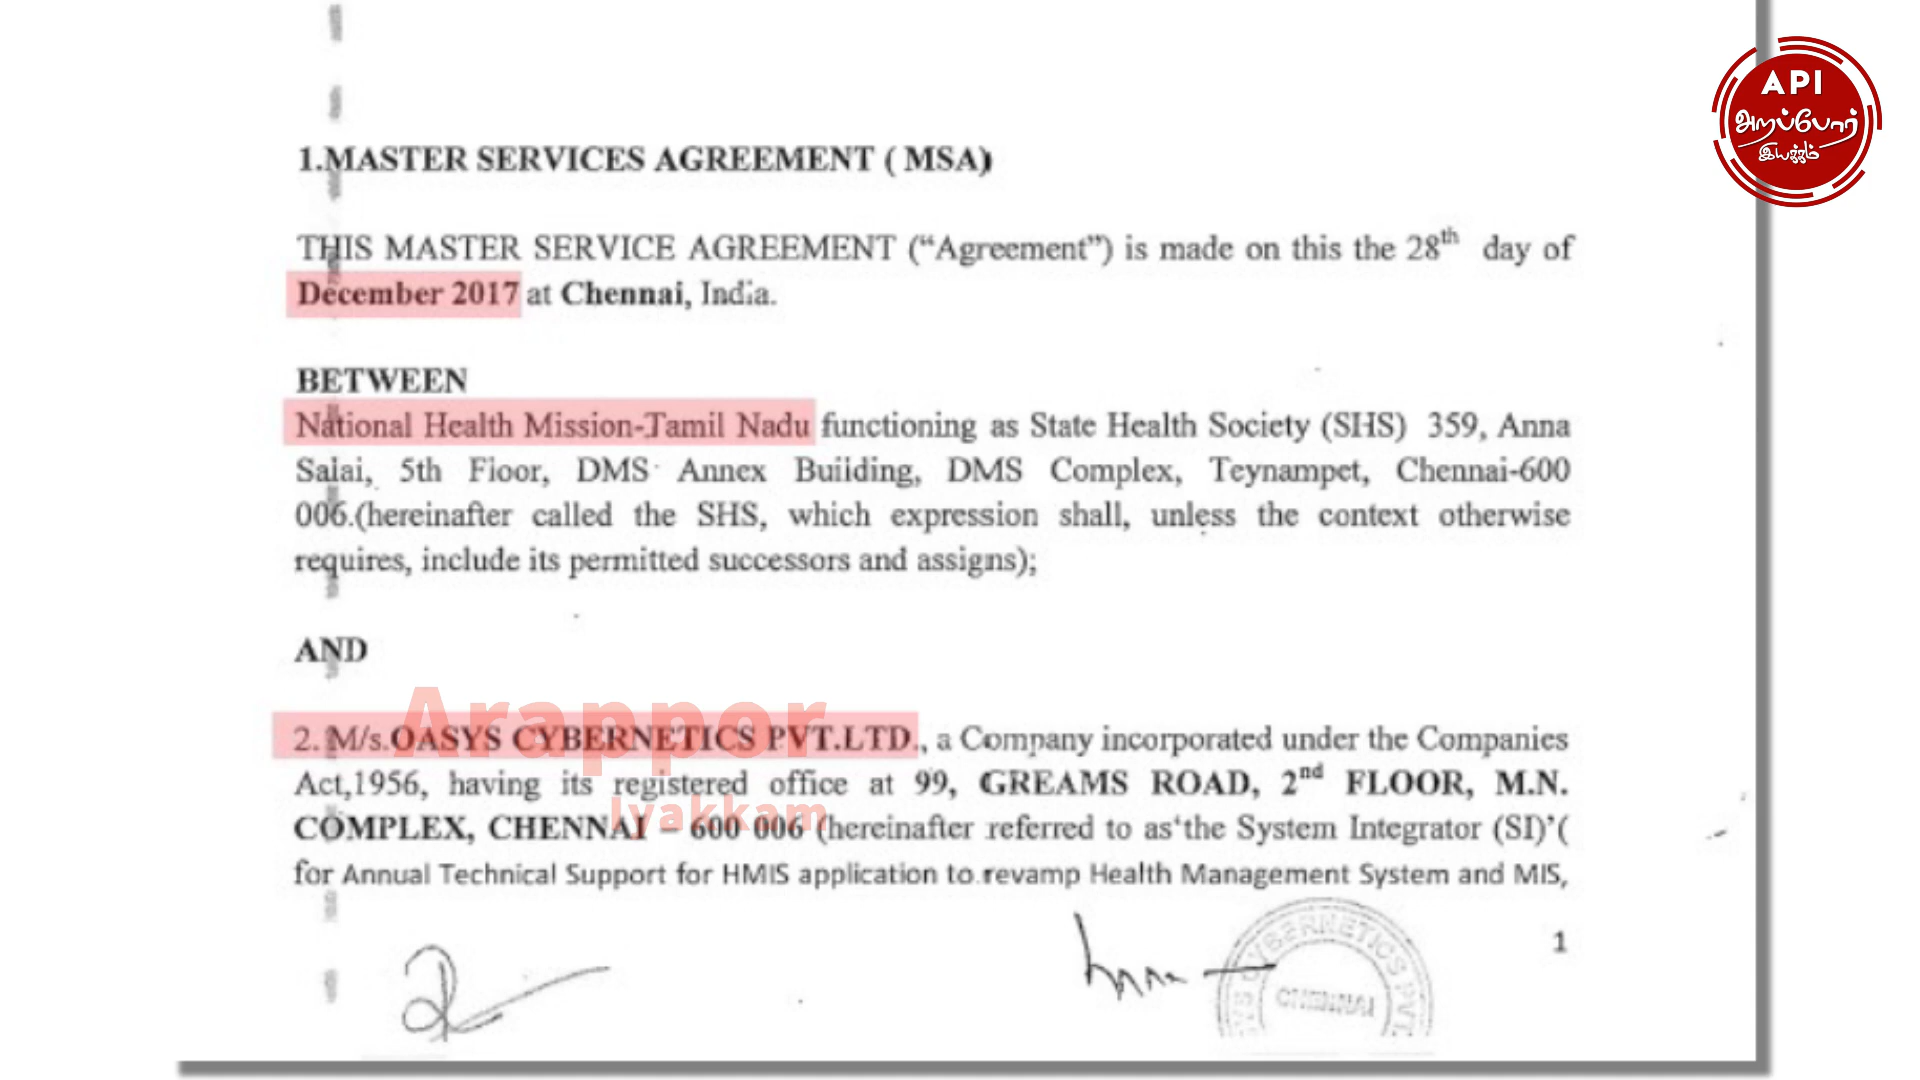 API
அறப்போர்
இயக்கம்
1.MASTER SERVICES AGREEMENT ( MSA)
THIS MASTER SERVICE AGREEMENT (“Agreement”) is made on this the 28th day of
December 2017 at Chennai, India.
BETWEEN
National Health Mission-Tamil Nadu functioning as State Health Society (SHS) 359, Anna
Salai, 5th Floor, DMS Annex Building, DMS Complex, Teynampet, Chennai-600
006.(hereinafter called the SHS, which expression shall, unless the context otherwise
requires, include its permitted successors and assigns);
AND
Arappor
2. M/s.OASYS CYBERNETICS PVT.LTD., a Company incorporated under the Companies
Act,1956, having its registered office at 99, GREAMS ROAD, 2nd FLOOR, M.N.
Iyakkam
COMPLEX, CHENNAI – 600 006 (hereinafter referred to as‘the System Integrator (SI)’(
for Annual Technical Support for HMIS application to revamp Health Management System and MIS,
CYBERNETICS PVT.
CHENNAI
1